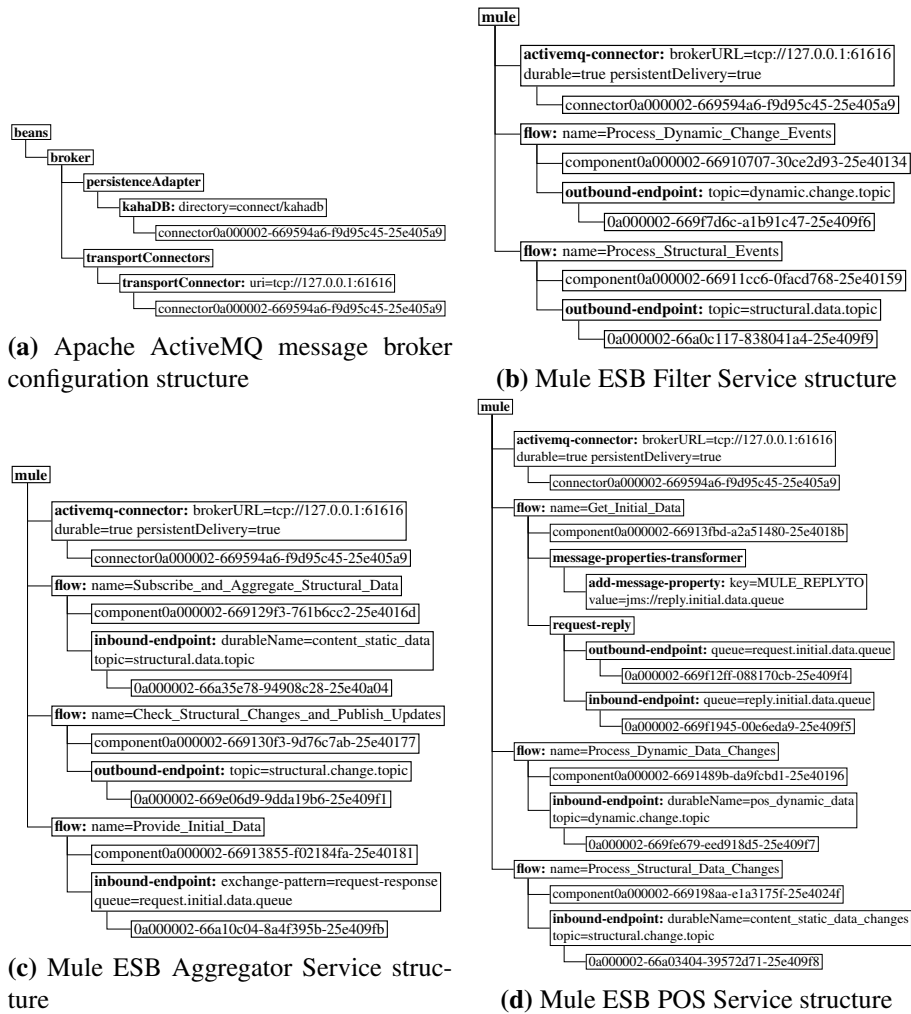 beans
broker
persistenceAdapter
kahaDB: directory=connect/kahadb
connector0a000002-669594a6-f9d95c45-25e405a9
transportConnectors
transportConnector: uri=tcp://127.0.0.1:61616
connector0a000002-669594a6-f9d95c45-25e405a9
(a) Apache ActiveMQ message broker
configuration structure
mule
activemq-connector: brokerURL=tcp://127.0.0.1:61616
durable=true persistentDelivery=true
connector0a000002-669594a6-f9d95c45-25e405a9
flow: name=Process_Dynamic_Change_Events
component0a000002-66910707-30ce2d93-25e40134
outbound-endpoint: topic=dynamic.change.topic
0a000002-669f7d6c-a1b91c47-25e409f6
flow: name=Process_Structural_Events
component0a000002-66911cc6-0facd768-25e40159
outbound-endpoint: topic=structural.data.topic
0a000002-66a0c117-838041a4-25e409f9
(b) Mule ESB Filter Service structure
mule
activemq-connector: brokerURL=tcp://127.0.0.1:61616
durable=true persistentDelivery=true
connector0a000002-669594a6-f9d95c45-25e405a9
flow: name=Subscribe_and_Aggregate_Structural_Data
component0a000002-669129f3-761b6cc2-25e4016d
inbound-endpoint: durableName=content_static_data
topic=structural.data.topic
0a000002-66a35e78-94908c28-25e40a04
flow: name=Check_Structural_Changes_and_Publish_Updates
component0a000002-669130f3-9d76c7ab-25e40177
outbound-endpoint: topic=structural.change.topic
0a000002-669e06d9-9dda19b6-25e409f1
flow: name=Provide_Initial_Data
component0a000002-66913855-f02184fa-25e40181
inbound-endpoint: exchange-pattern=request-response
queue=request.initial.data.queue
0a000002-66a10c04-8a4f395b-25e409fb
(c) Mule ESB Aggregator Service struc-
ture
mule
activemq-connector: brokerURL=tcp://127.0.0.1:61616
durable=true persistentDelivery=true
connector0a000002-669594a6-f9d95c45-25e405a9
flow: name=Get_Initial_Data
component0a000002-66913fbd-a2a51480-25e4018b
message-properties-transformer
add-message-property: key=MULE_REPLYTO
value=jms://reply.initial.data.queue
request-reply
outbound-endpoint: queue=request.initial.data.queue
0a000002-669f12ff-088170cb-25e409f4
inbound-endpoint: queue=reply.initial.data.queue
0a000002-669f1945-00e6eda9-25e409f5
flow: name=Process_Dynamic_Data_Changes
component0a000002-6691489b-da9fcbd1-25e40196
inbound-endpoint: durableName=pos_dynamic_data
topic=dynamic.change.topic
0a000002-669fe679-eed918d5-25e409f7
flow: name=Process_Structural_Data_Changes
component0a000002-669198aa-e1a3175f-25e4024f
inbound-endpoint: durableName=content_static_data_changes
topic=structural.change.topic
0a000002-66a03404-39572d71-25e409f8
(d) Mule ESB POS Service structure